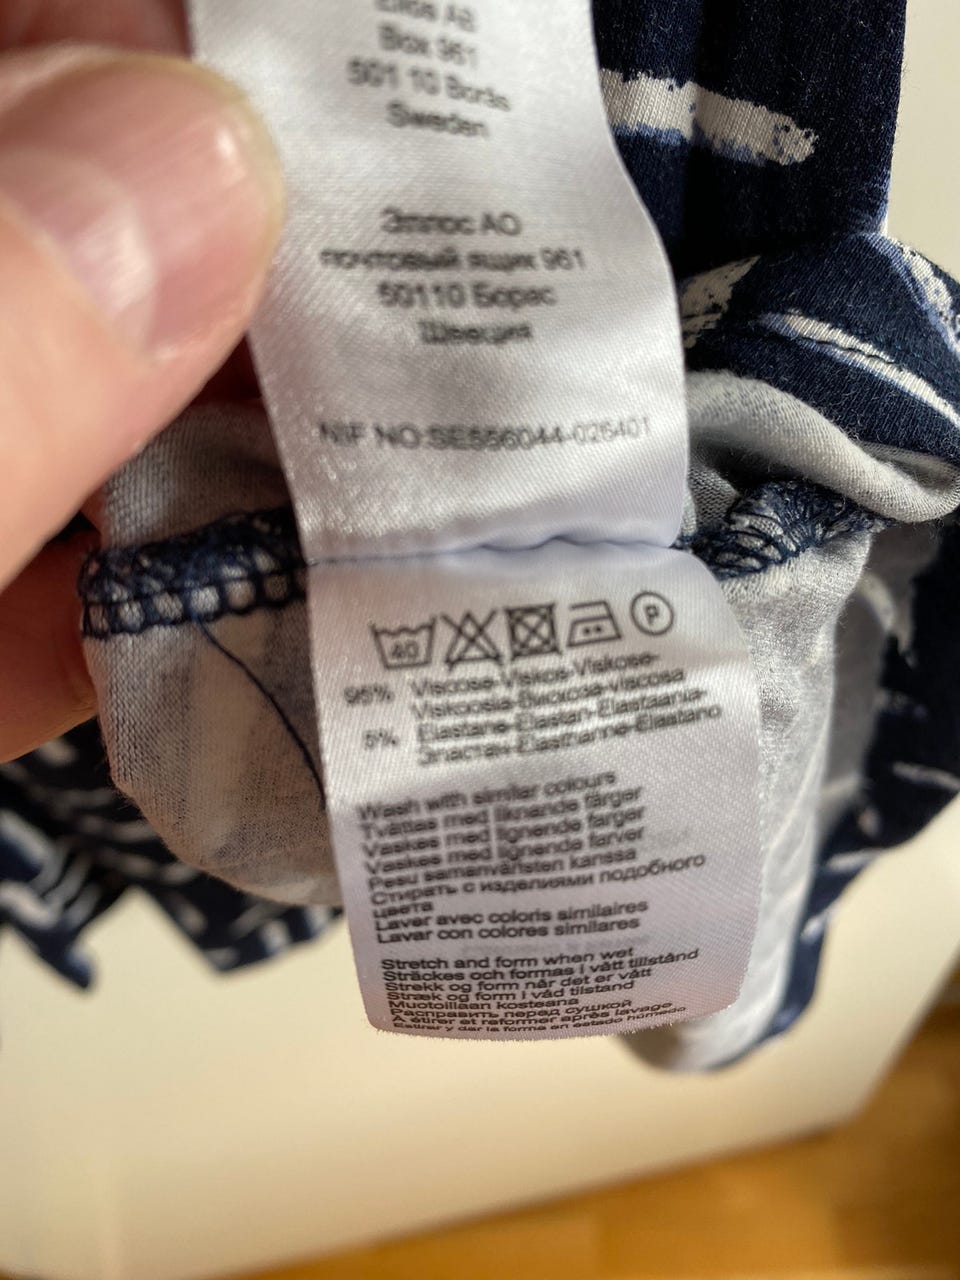 Ellos AB
Box 961
501 10 Borås
Sweden
Эллос АО
почтовый ящик 961
50110 Борас
Швеция
NIF NO:SE556044-026401
40 P
95% Viscose-Viskos-Viskose-
Viskoosia-Вискоза-viscosa
5% Elastane-Elastan-Elastaania-
Эластан-Elasthanne-Elastano
Wash with similar colours
Tvättas med liknande färger
Vaskes med lignende farger
Vaskes med lignende farver
Pesu samanväristen kanssa
Стирать с изделиями подобного
цвета
Laver avec coloris similaires
Lavar con colores similares
Stretch and form when wet
Sträckes och formas i vått tillstånd
Strekk og form når det er vått
Stræk og form i våd tilstand
Muotoillaan kosteana
Расправить перед сушкой
A étirer et reformer après lavage
Estirar y dar la forma en estado húmedo